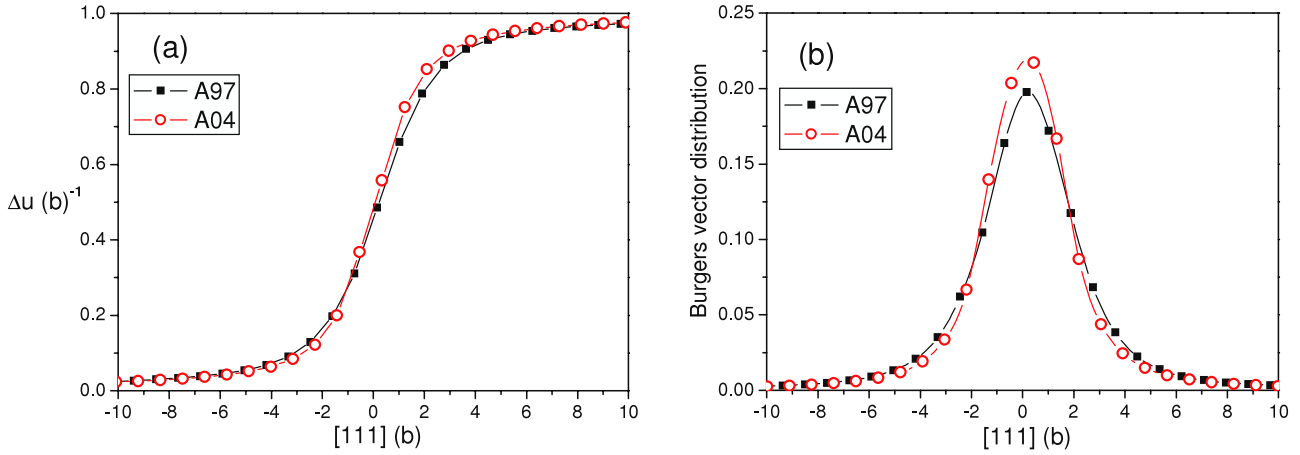 (a)
A97
A04
Δu (b)⁻¹
1.0
0.8
0.6
0.4
0.2
0.0
-10 -8 -6 -4 -2 0 2 4 6 8 10
[111] (b)
(b)
A97
A04
Burgers vector distribution
0.25
0.20
0.15
0.10
0.05
0.00
-10 -8 -6 -4 -2 0 2 4 6 8 10
[111] (b)